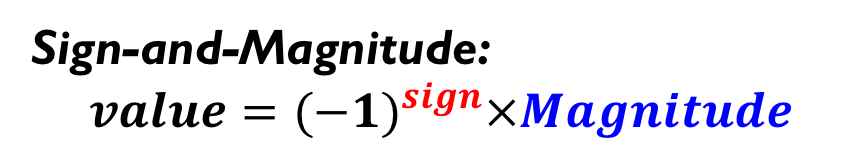 Sign-and-Magnitude:
value = (−1)^sign × Magnitude